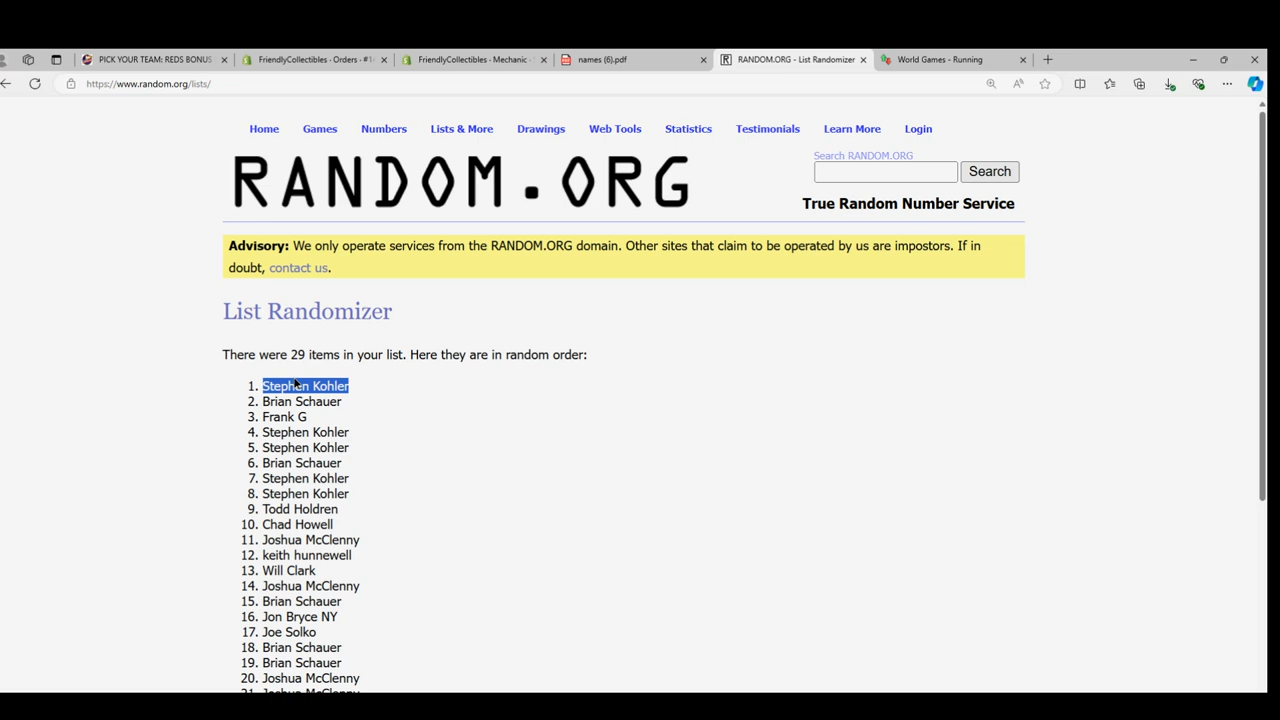 PICK YOUR TEAM: REDS BONUS
FriendlyCollectibles · Orders · #1
FriendlyCollectibles · Mechanic ·
names (6).pdf
RANDOM.ORG - List Randomizer
World Games - Running
https://www.random.org/lists/
Home Games Numbers Lists & More Drawings Web Tools Statistics Testimonials Learn More Login
RANDOM.ORG
Search RANDOM.ORG
Search
True Random Number Service
Advisory: We only operate services from the RANDOM.ORG domain. Other sites that claim to be operated by us are impostors. If in
doubt, contact us.
List Randomizer
There were 29 items in your list. Here they are in random order:
1. Stephen Kohler
2. Brian Schauer
3. Frank G
4. Stephen Kohler
5. Stephen Kohler
6. Brian Schauer
7. Stephen Kohler
8. Stephen Kohler
9. Todd Holdren
10. Chad Howell
11. Joshua McClenny
12. keith hunnewell
13. Will Clark
14. Joshua McClenny
15. Brian Schauer
16. Jon Bryce NY
17. Joe Solko
18. Brian Schauer
19. Brian Schauer
20. Joshua McClenny
21. Joshua McClenny